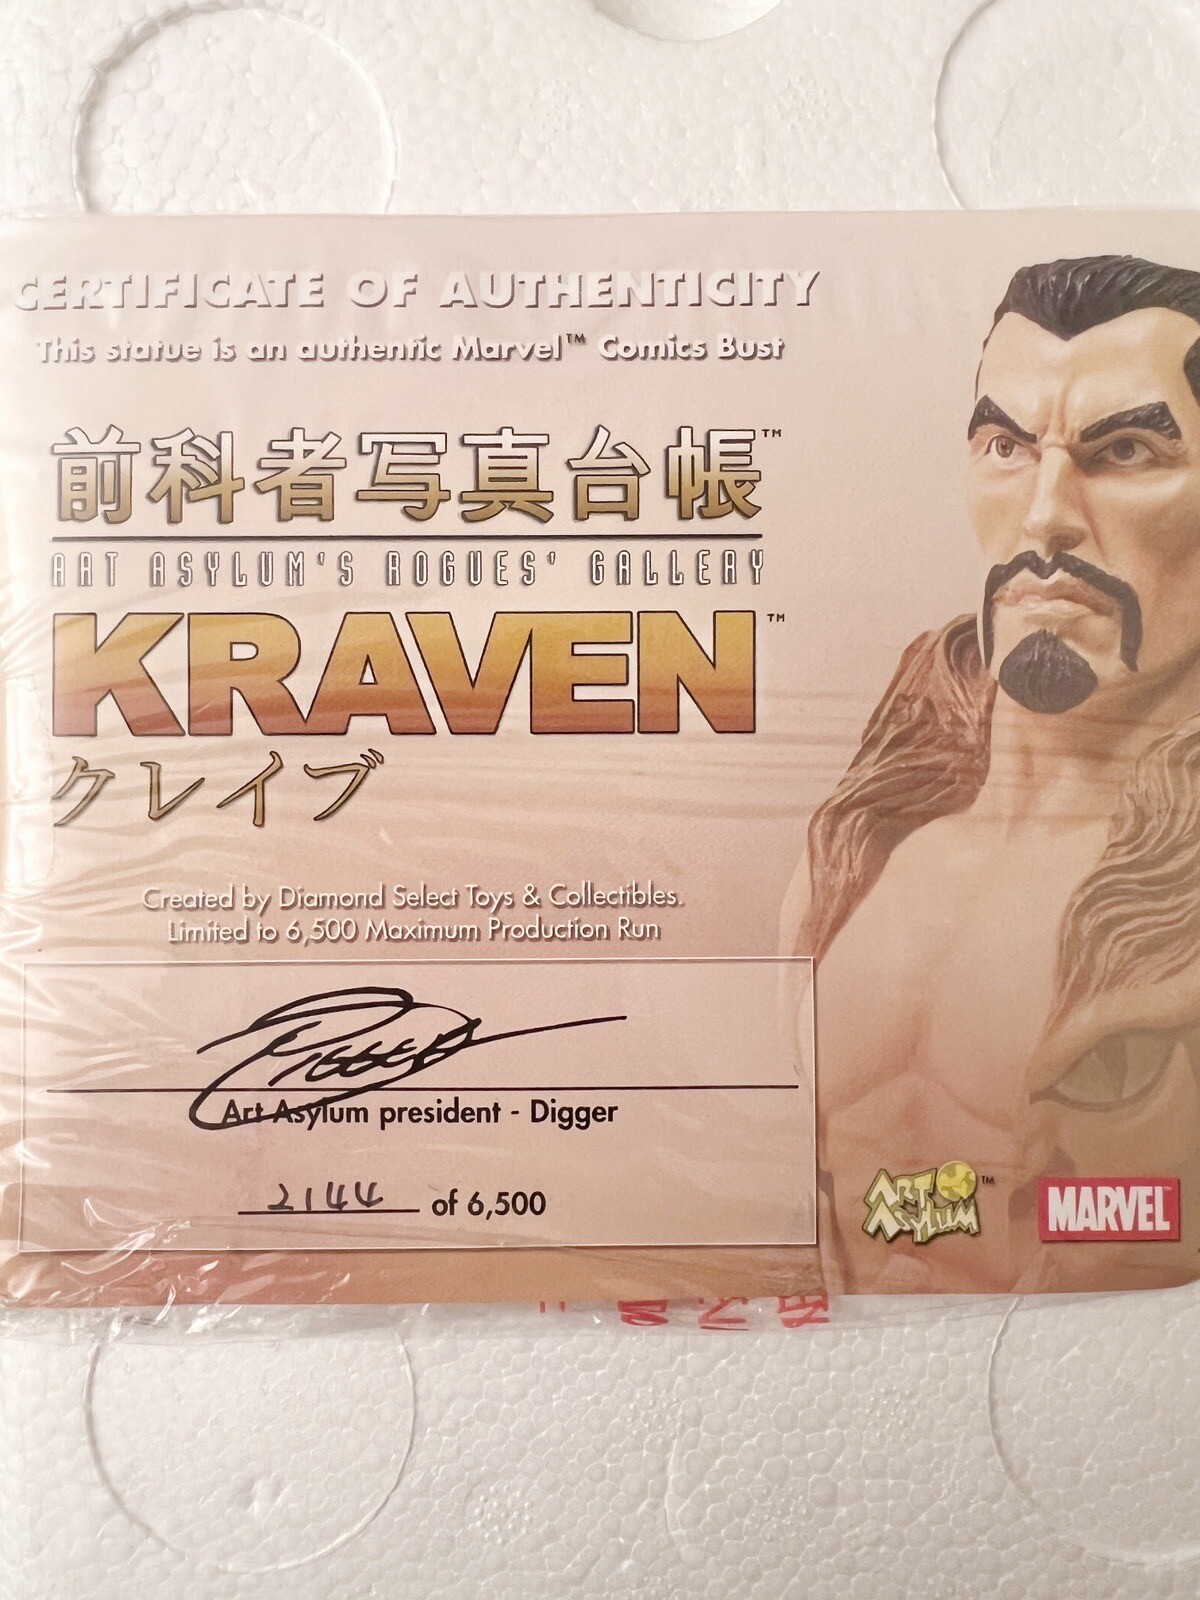 CERTIFICATE OF AUTHENTICITY
This statue is an authentic Marvel™ Comics Bust
前科者写真台帳™
ART ASYLUM'S ROGUES' GALLERY
KRAVEN™
クレイブ
Created by Diamond Select Toys & Collectibles.
Limited to 6,500 Maximum Production Run
Digger
Art Asylum president - Digger
2144 of 6,500
ART ASYLUM™
MARVEL